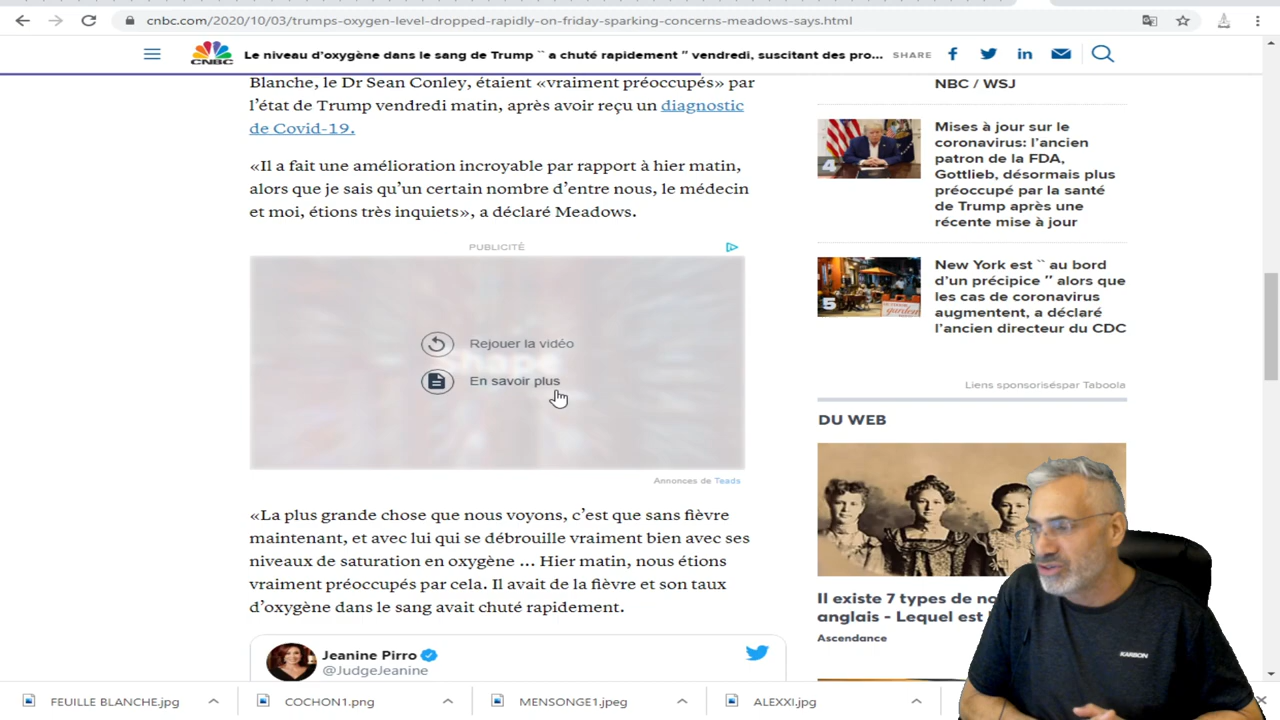 cnbc.com/2020/10/03/trumps-oxygen-level-dropped-rapidly-on-friday-sparking-concerns-meadows-says.html
CNBC
Le niveau d'oxygène dans le sang de Trump `` a chuté rapidement '' vendredi, suscitant des pro...
SHARE
Blanche, le Dr Sean Conley, étaient «vraiment préoccupés» par
l'état de Trump vendredi matin, après avoir reçu un diagnostic
de Covid-19.
«Il a fait une amélioration incroyable par rapport à hier matin,
alors que je sais qu'un certain nombre d'entre nous, le médecin
et moi, étions très inquiets», a déclaré Meadows.
PUBLICITÉ
Rejouer la vidéo
En savoir plus
Annonces de Teads
«La plus grande chose que nous voyons, c'est que sans fièvre
maintenant, et avec lui qui se débrouille vraiment bien avec ses
niveaux de saturation en oxygène ... Hier matin, nous étions
vraiment préoccupés par cela. Il avait de la fièvre et son taux
d'oxygène dans le sang avait chuté rapidement.
Jeanine Pirro
@JudgeJeanine
NBC / WSJ
4
Mises à jour sur le
coronavirus: l'ancien
patron de la FDA,
Gottlieb, désormais plus
préoccupé par la santé
de Trump après une
récente mise à jour
5
New York est `` au bord
d'un précipice '' alors que
les cas de coronavirus
augmentent, a déclaré
l'ancien directeur du CDC
Liens sponsoriséspar Taboola
DU WEB
Il existe 7 types de no
anglais - Lequel est
Ascendance
KARBON
FEUILLE BLANCHE.jpg
COCHON1.png
MENSONGE1.jpeg
ALEXXI.jpg